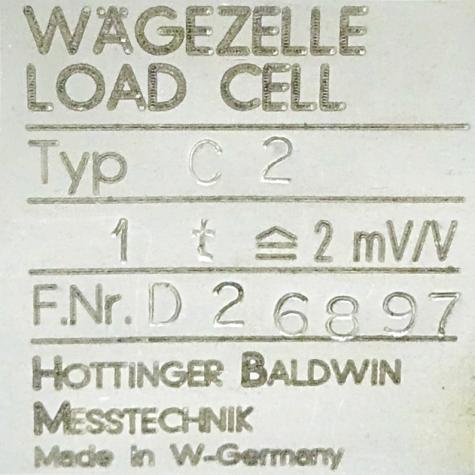 WÄGEZELLE
LOAD CELL
Typ C 2
1 t ≙ 2 mV/V
F.Nr. D 2 6897
HOTTINGER BALDWIN
MESSTECHNIK
Made in W-Germany